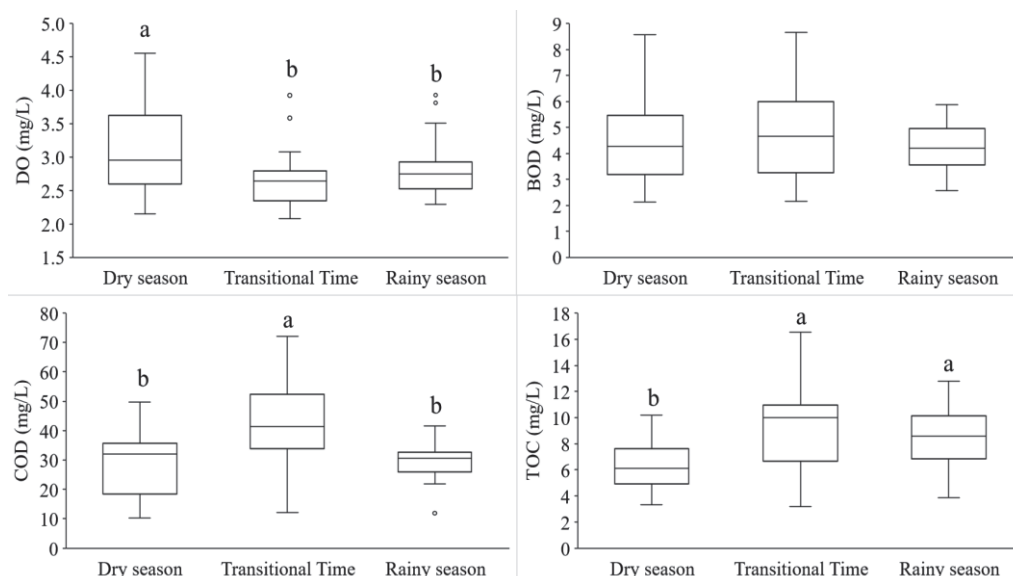 DO (mg/L)
5.0
4.5
4.0
3.5
3.0
2.5
2.0
1.5
a
b
b
Dry season Transitional Time Rainy season
BOD (mg/L)
9
8
7
6
5
4
3
2
1
0
Dry season Transitional Time Rainy season
COD (mg/L)
80
70
60
50
40
30
20
10
0
b
a
b
Dry season Transitional Time Rainy season
TOC (mg/L)
18
16
14
12
10
8
6
4
2
0
b
a
a
Dry season Transitional Time Rainy season